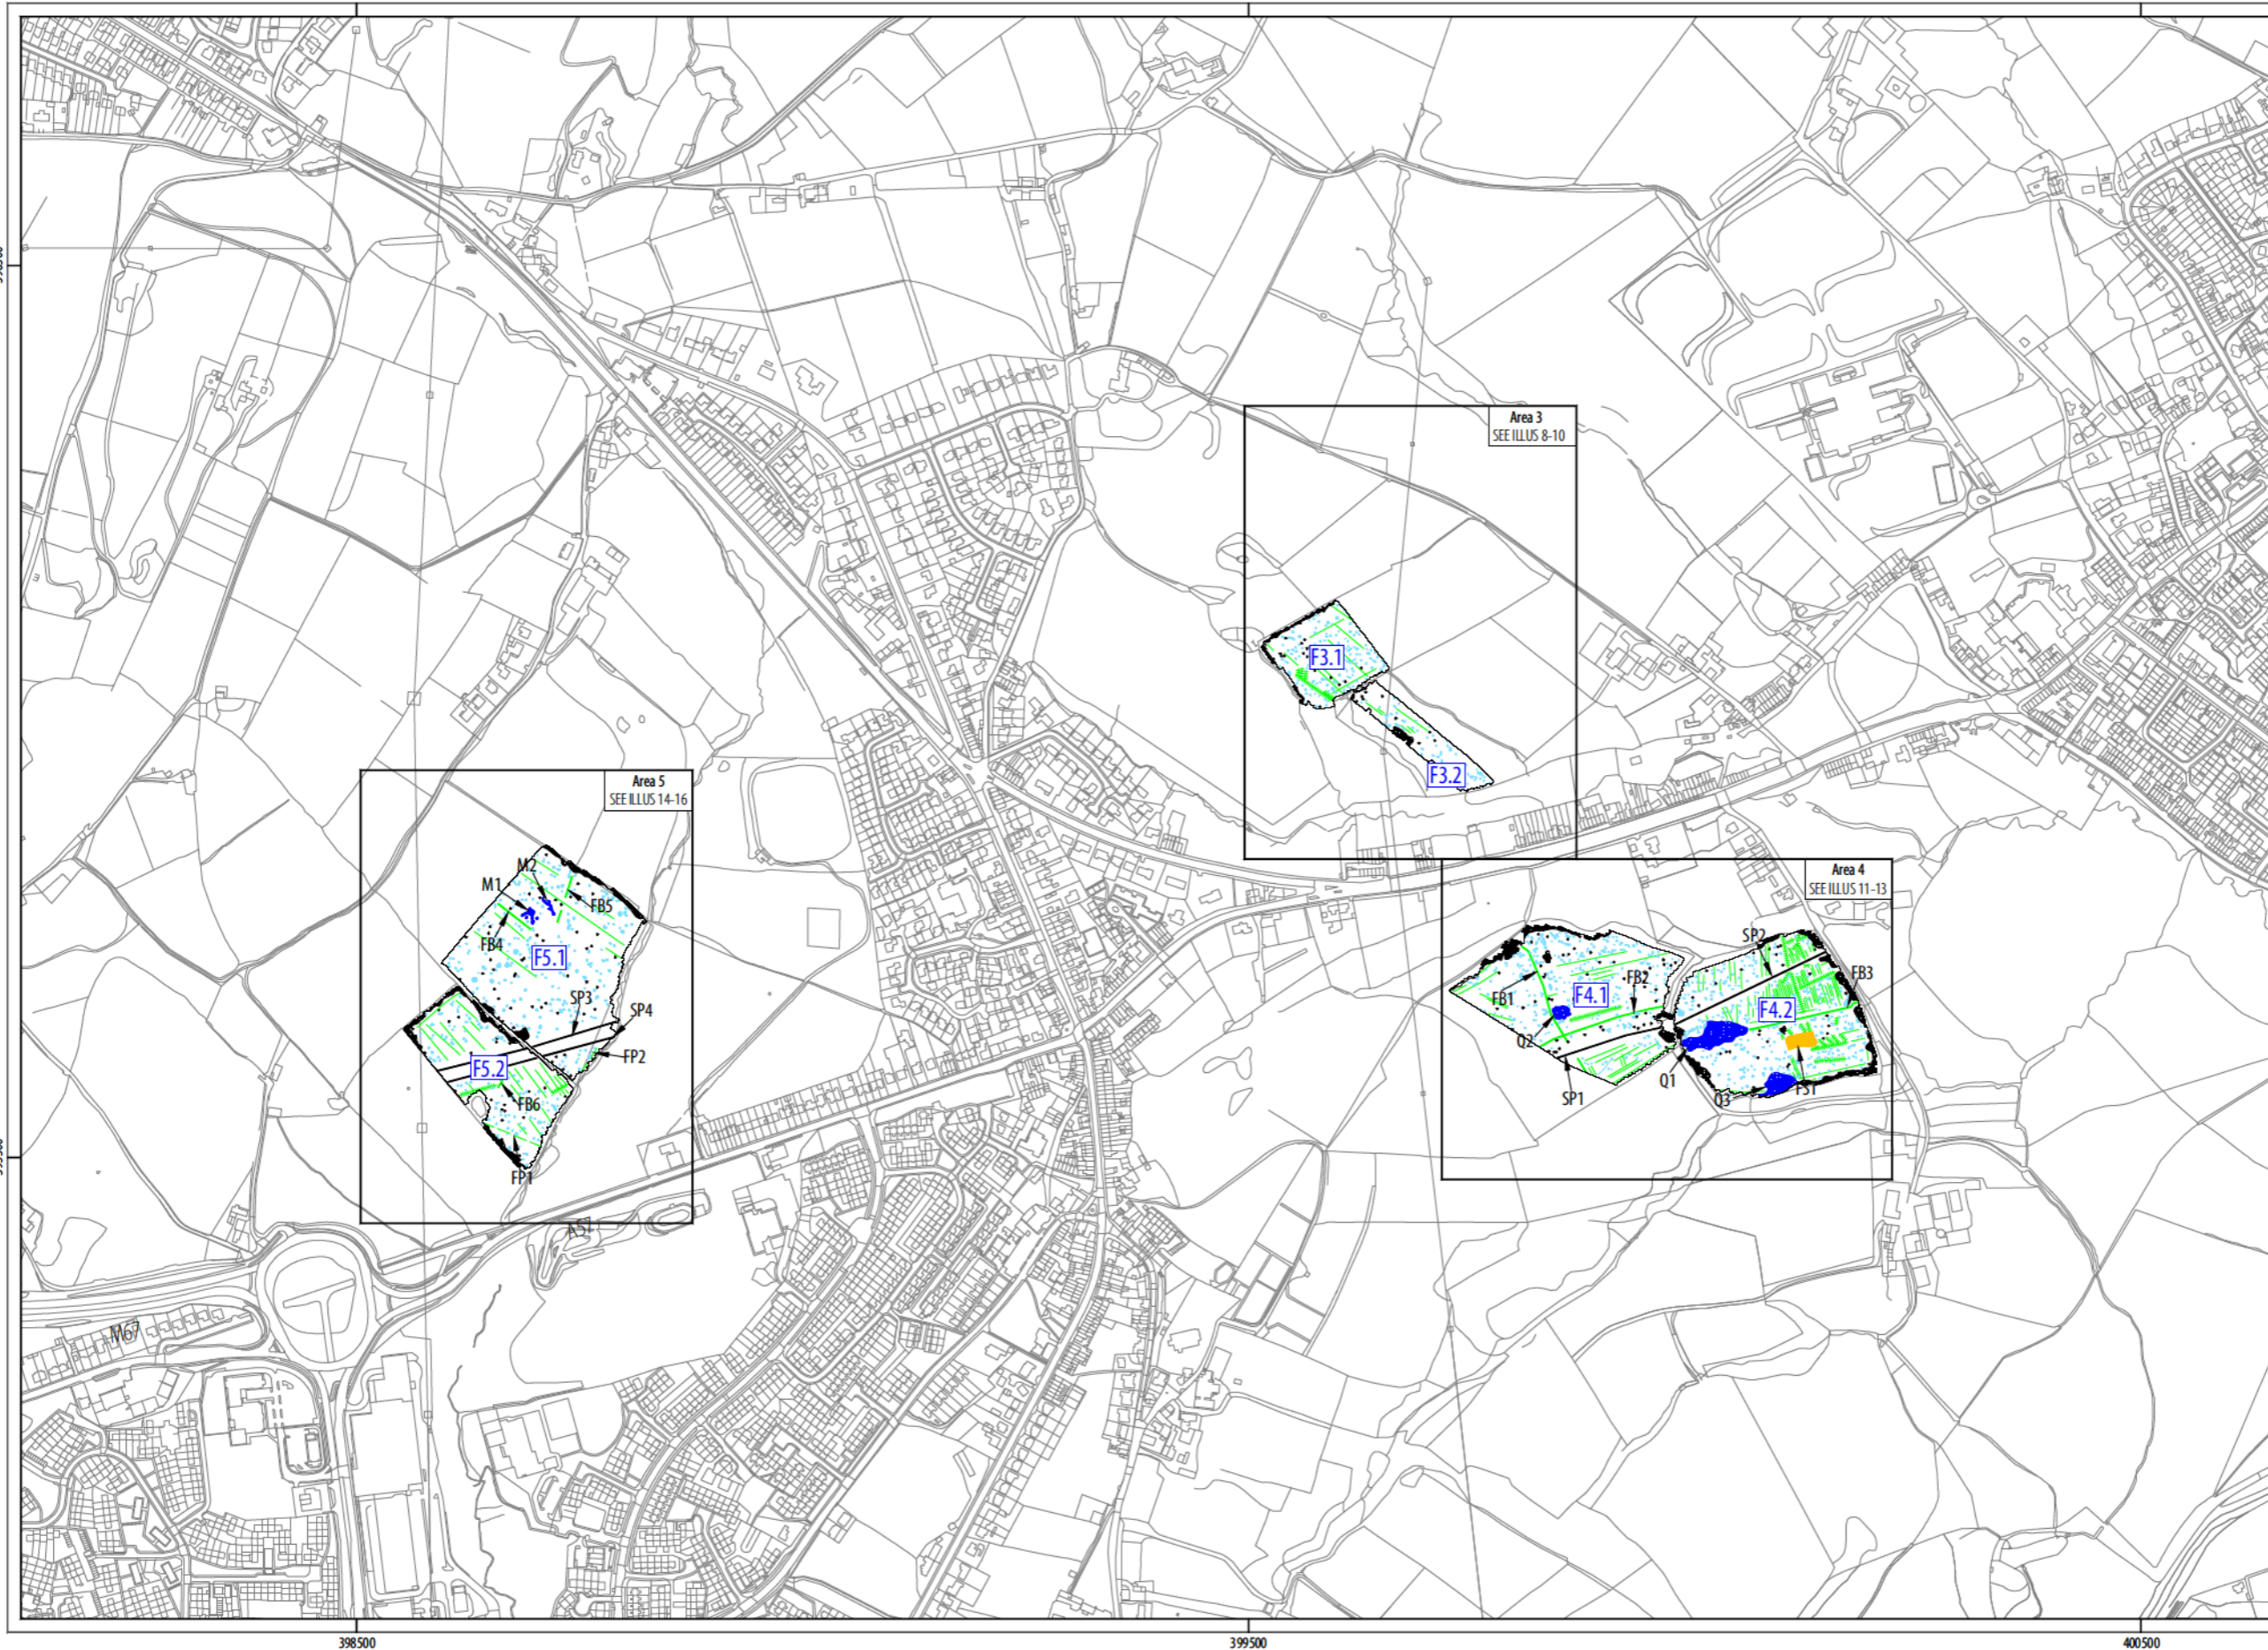 Area 3
SEE ILLUS 8-10
F3.1
F3.2
Area 5
SEE ILLUS 14-16
M2
M1
FB5
FB4
F5.1
SP3
SP4
FP2
F5.2
FB6
FP1
Area 4
SEE ILLUS 11-13
SP2
FB3
FB2
FB1
F4.1
F4.2
Q2
Q1
SP1
Q3
FS1
A57
M67
398500
399500
400500